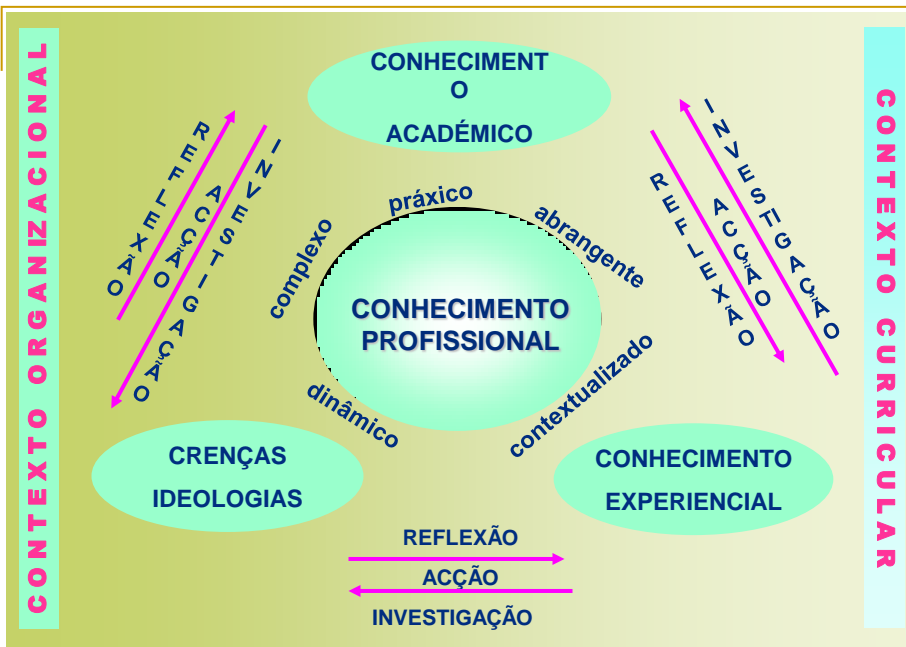 CONTEXTO ORGANIZACIONAL
CONHECIMENT
O
ACADÉMICO
CONTEXTO CURRICULAR
REFLEXÃO
ACÇÃO
INVESTIGAÇÃO
INVESTIGAÇÃO
ACÇÃO
REFLEXÃO
complexo
práxico
abrangente
CONHECIMENTO
PROFISSIONAL
dinâmico
contextualizado
CRENÇAS
IDEOLOGIAS
CONHECIMENTO
EXPERIENCIAL
REFLEXÃO
ACÇÃO
INVESTIGAÇÃO